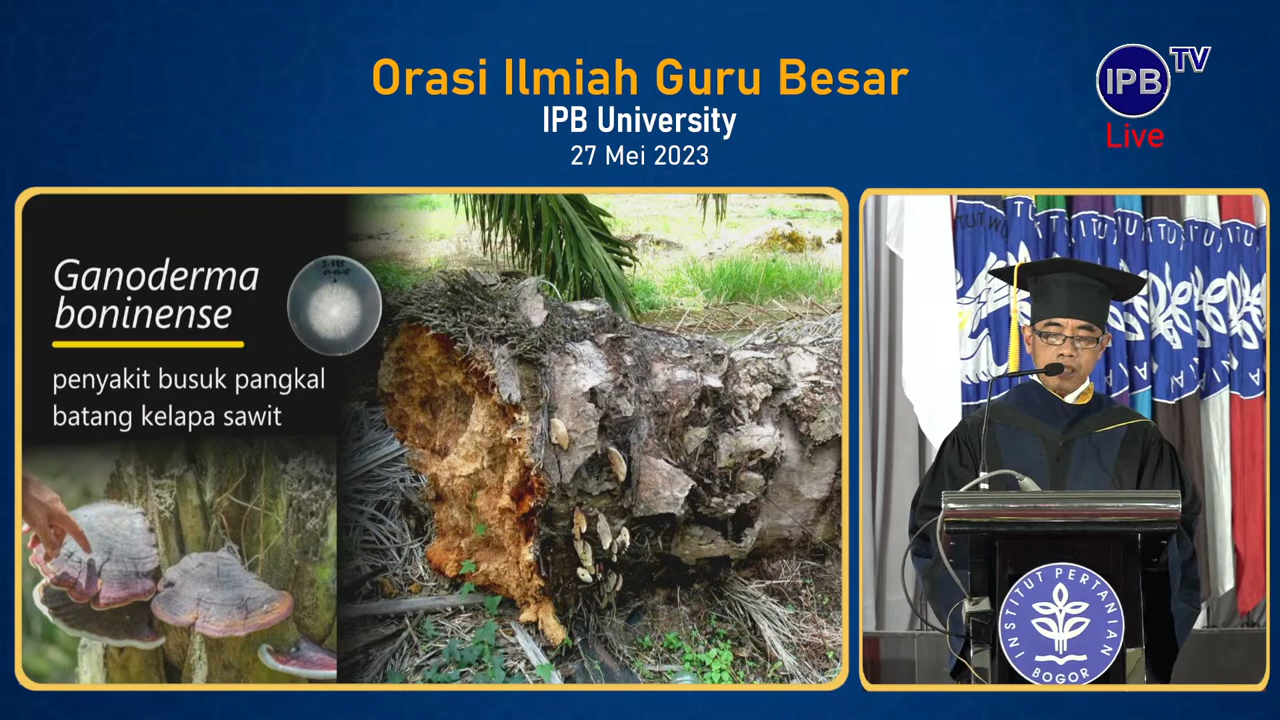 Orasi Ilmiah Guru Besar
IPB University
27 Mei 2023
IPB TV
Live
Ganoderma
boninense
penyakit busuk pangkal
batang kelapa sawit
INSTITUT PERTANIAN
BOGOR